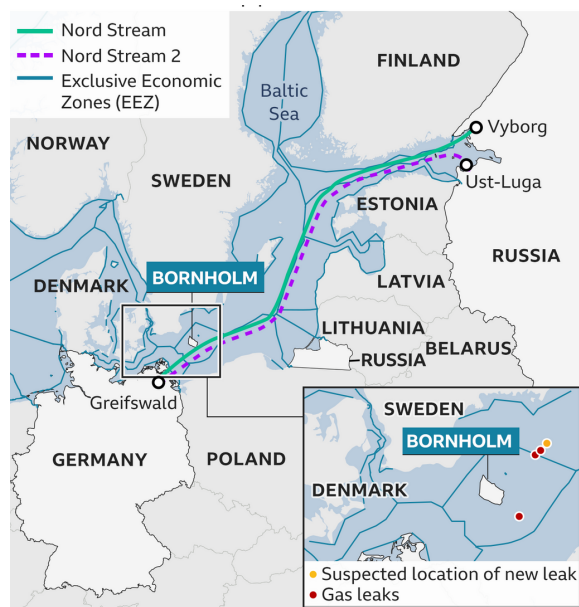 Nord Stream
Nord Stream 2
Exclusive Economic
Zones (EEZ)
FINLAND
Baltic
Sea
Vyborg
NORWAY
SWEDEN
Ust-Luga
ESTONIA
RUSSIA
BORNHOLM
DENMARK
LATVIA
LITHUANIA
RUSSIA
BELARUS
Greifswald
GERMANY
POLAND
SWEDEN
BORNHOLM
DENMARK
Suspected location of new leak
Gas leaks